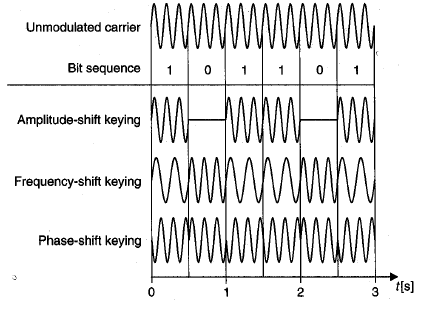 Unmodulated carrier
Bit sequence 1 0 1 1 0 1
Amplitude-shift keying
Frequency-shift keying
Phase-shift keying
0 1 2 3 t[s]